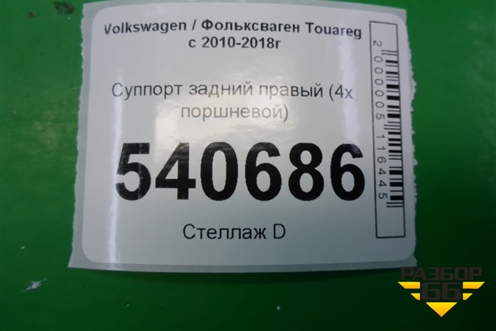 Volkswagen / Фольксваген Touareg
с 2010-2018г
Суппорт задний правый (4х
поршневой)
540686
Стеллаж D
2000005116445
РАЗБОР
66